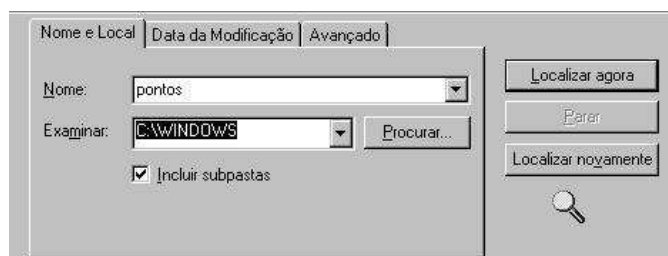 Nome e Local Data da Modificação Avançado
Nome: pontos
Examinar: C:\WINDOWS Procurar...
Incluir subpastas
Localizar agora
Parar
Localizar novamente